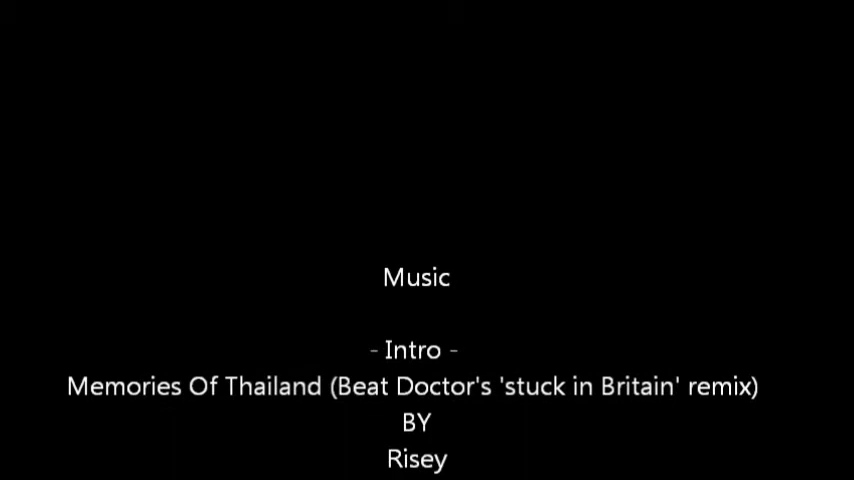 Music
- Intro -
Memories Of Thailand (Beat Doctor's 'stuck in Britain' remix)
BY
Risey